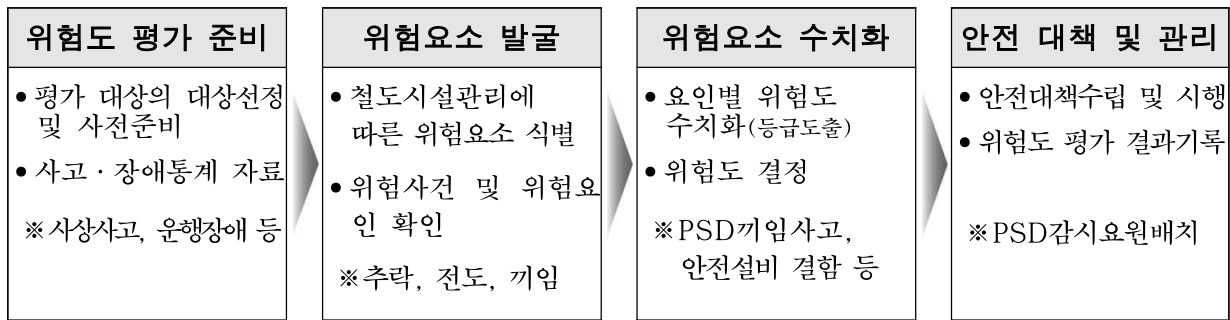 위험도 평가 준비
• 평가 대상의 대상선정
및 사전준비
• 사고 · 장애통계 자료
※사상사고, 운행장애 등
위험요소 발굴
• 철도시설관리에
따른 위험요소 식별
• 위험사건 및 위험요
인 확인
※추락, 전도, 끼임
위험요소 수치화
• 요인별 위험도
수치화(등급도출)
• 위험도 결정
※PSD끼임사고,
안전설비 결함 등
안전 대책 및 관리
• 안전대책수립 및 시행
• 위험도 평가 결과기록
※PSD감시요원배치